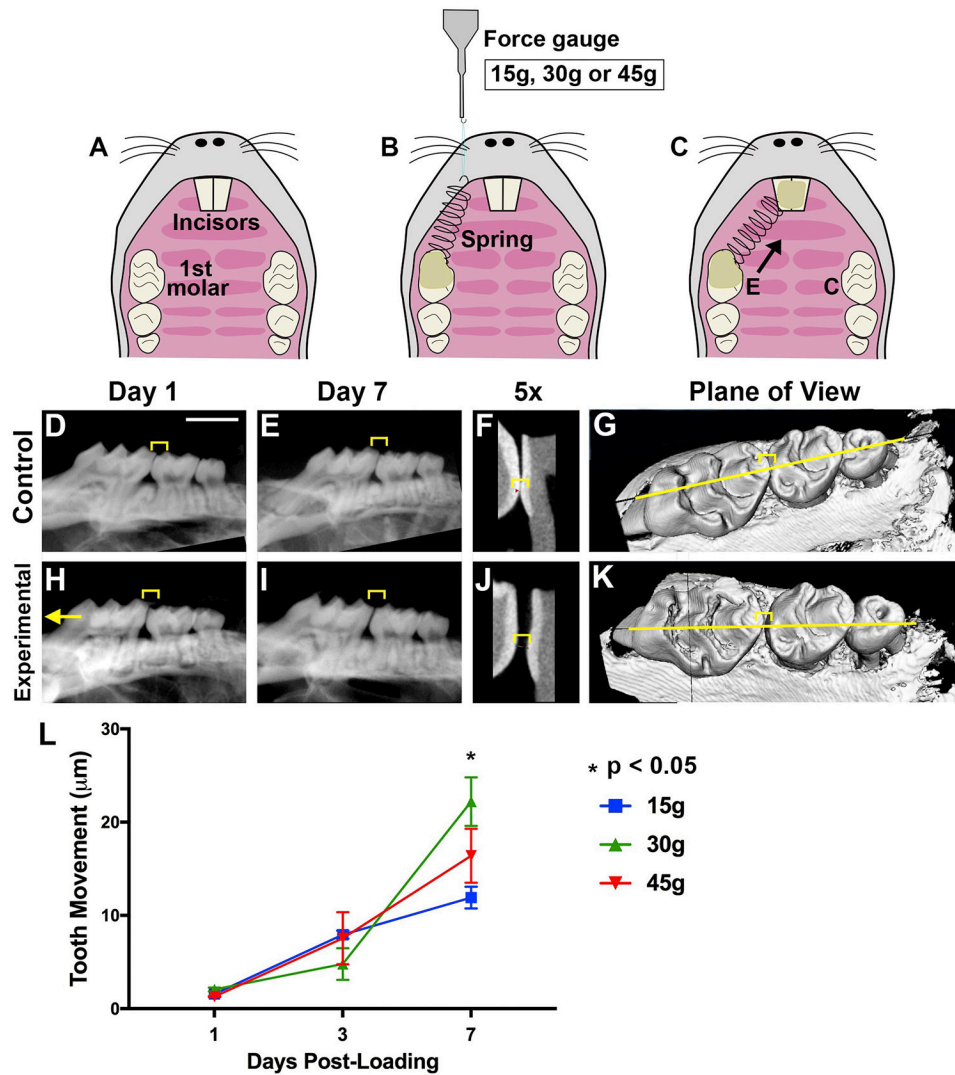 Force gauge
15g, 30g or 45g
A
B
C
Incisors
1st
molar
Spring
E
C
Day 1
Day 7
5x
Plane of View
Control
D
E
F
G
Experimental
H
I
J
K
L
Tooth Movement (μm)
30
20
10
0
1
3
7
Days Post-Loading
*
* p < 0.05
15g
30g
45g